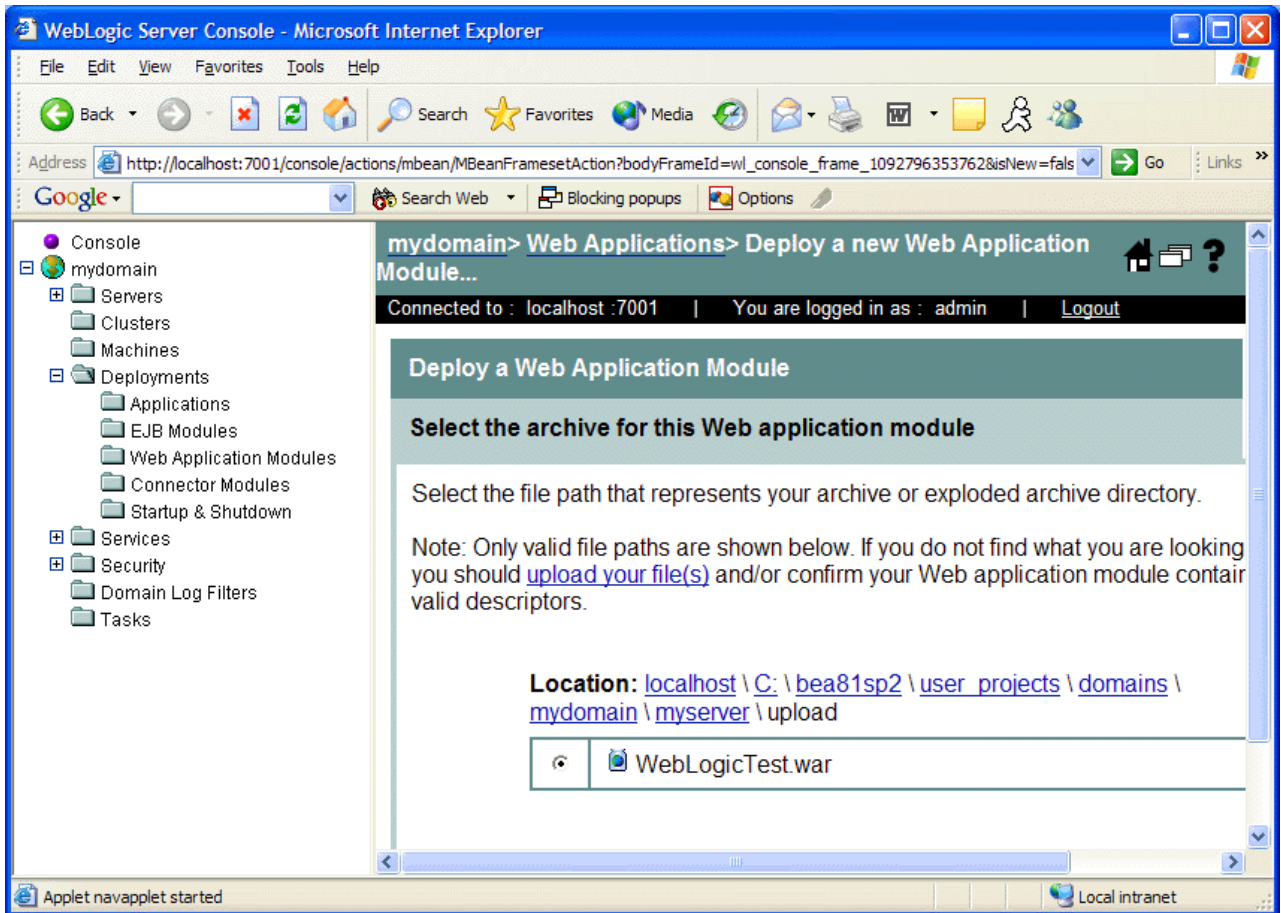 WebLogic Server Console - Microsoft Internet Explorer
File Edit View Favorites Tools Help
Back Search Favorites Media
Address http://localhost:7001/console/actions/mbean/MBeanFramesetAction?bodyFrameId=wl_console_frame_1092796353762&isNew=fals Go Links »
Google Search Web Blocking popups Options
Console
mydomain
Servers
Clusters
Machines
Deployments
Applications
EJB Modules
Web Application Modules
Connector Modules
Startup & Shutdown
Services
Security
Domain Log Filters
Tasks
mydomain> Web Applications> Deploy a new Web Application
Module...
Connected to : localhost :7001 | You are logged in as : admin | Logout
Deploy a Web Application Module
Select the archive for this Web application module
Select the file path that represents your archive or exploded archive directory.
Note: Only valid file paths are shown below. If you do not find what you are looking
you should upload your file(s) and/or confirm your Web application module contain
valid descriptors.
Location: localhost \ C: \ bea81sp2 \ user_projects \ domains \
mydomain \ myserver \ upload
WebLogicTest.war
Applet navapplet started
Local intranet